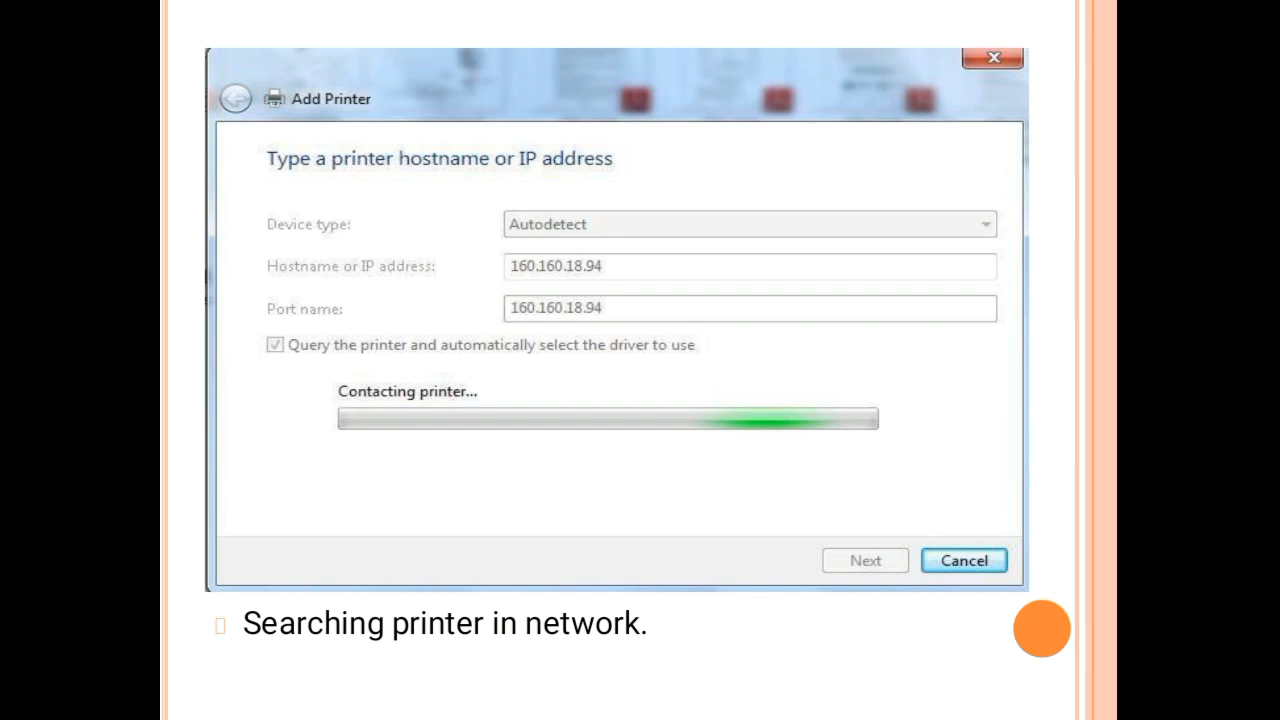 Add Printer
Type a printer hostname or IP address
Device type: Autodetect
Hostname or IP address: 160.160.18.94
Port name: 160.160.18.94
Query the printer and automatically select the driver to use
Contacting printer...
Next Cancel
Searching printer in network.